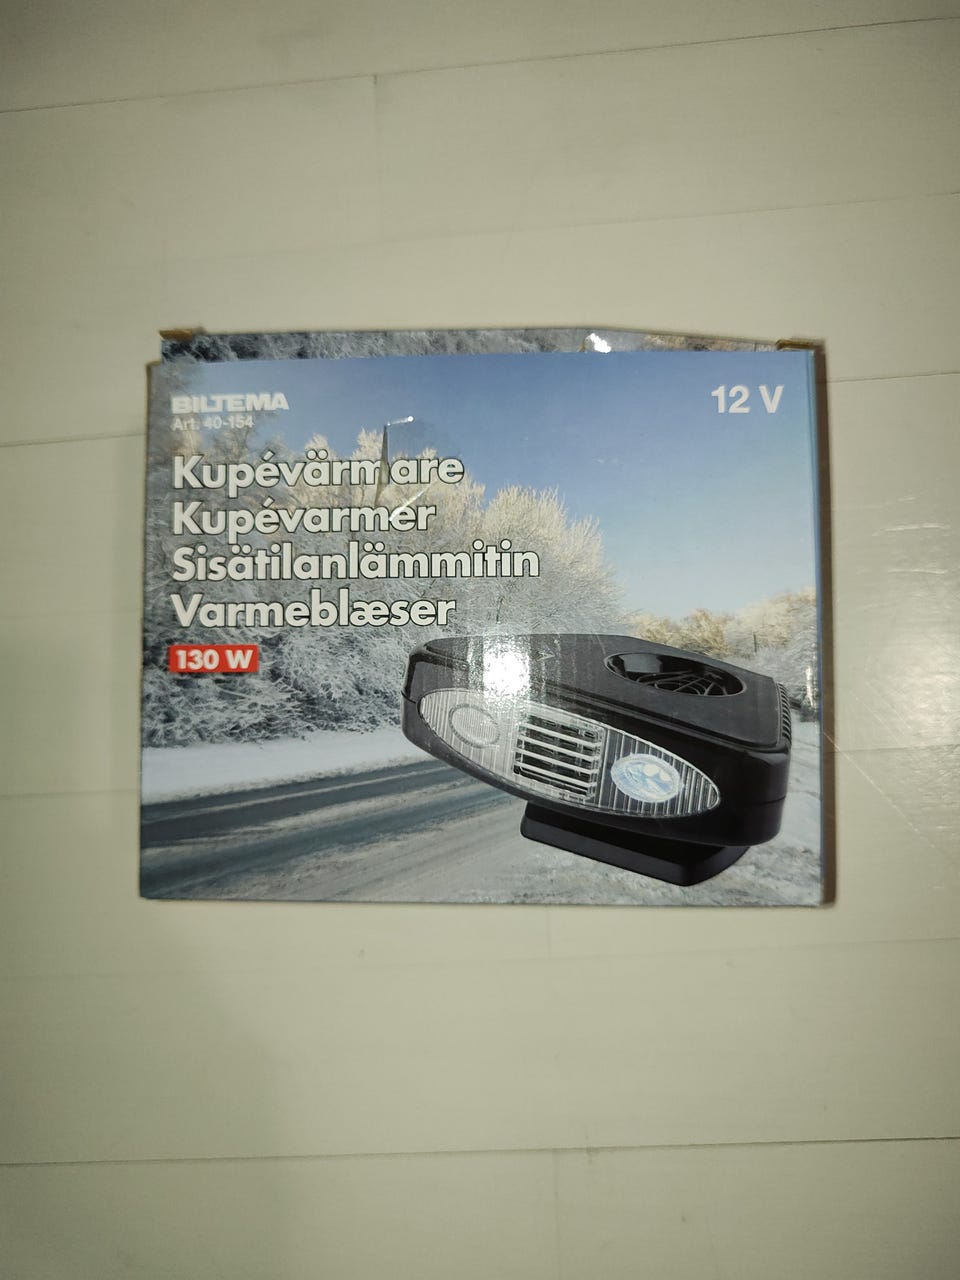 BILTEMA
Art. 40-154
12 V
Kupévärmare
Kupévarmer
Sisätilanlämmitin
Varmeblæser
130 W